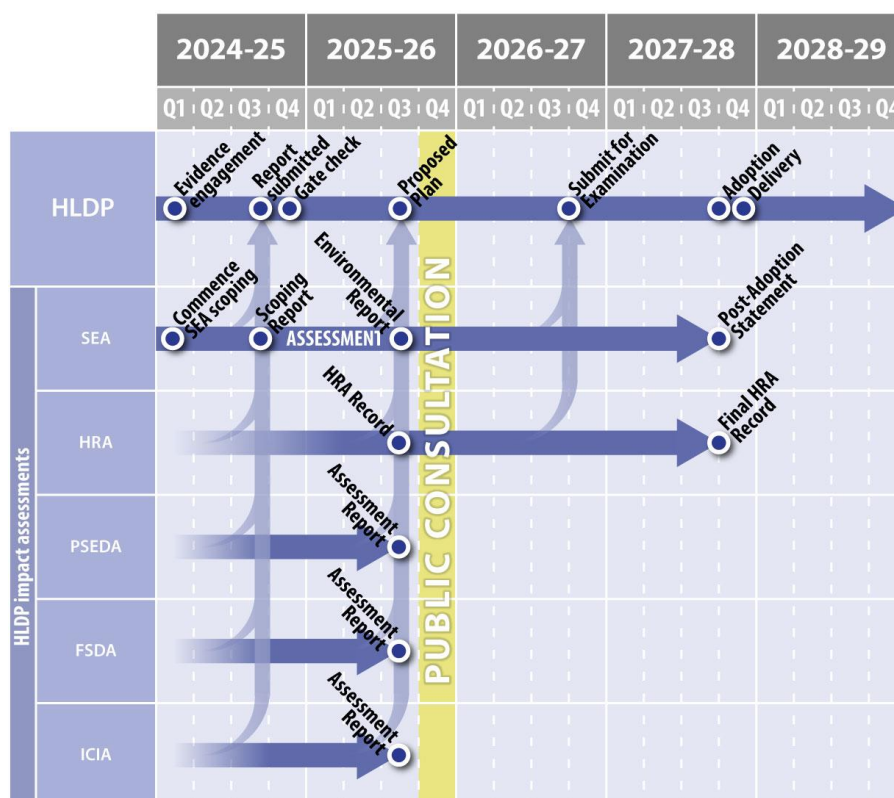 2024-25 2025-26 2026-27 2027-28 2028-29
Q1 Q2 Q3 Q4 Q1 Q2 Q3 Q4 Q1 Q2 Q3 Q4 Q1 Q2 Q3 Q4 Q1 Q2 Q3 Q4
HLDP
Evidence
engagement
Report
submitted
Gate check
Proposed
Plan
Submit for
Examination
Adoption
Delivery
HLDP impact assessments
SEA
Commence
SEA scoping
Scoping
Report
ASSESSMENT
Environmental
Report
Post-Adoption
Statement
PUBLIC CONSULTATION
HRA
HRA Record
Final HRA
Record
PSEDA
Assessment
Report
FSDA
Assessment
Report
ICIA
Assessment
Report